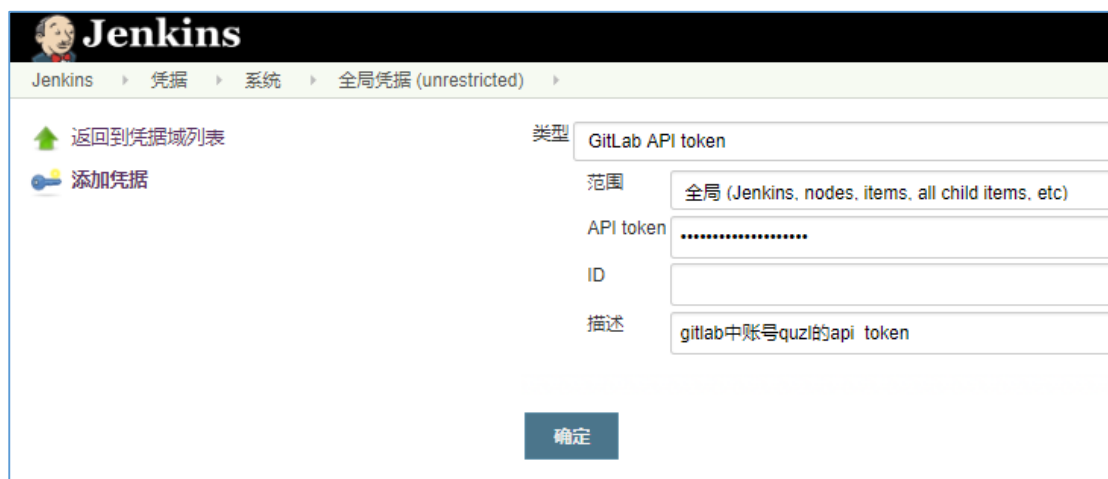 Jenkins
Jenkins 凭据 系统 全局凭据 (unrestricted)
返回到凭据域列表
添加凭据
类型 GitLab API token
范围 全局 (Jenkins, nodes, items, all child items, etc)
API token ••••••••••••••••••••
ID
描述 gitlab中账号quzl的api token
确定